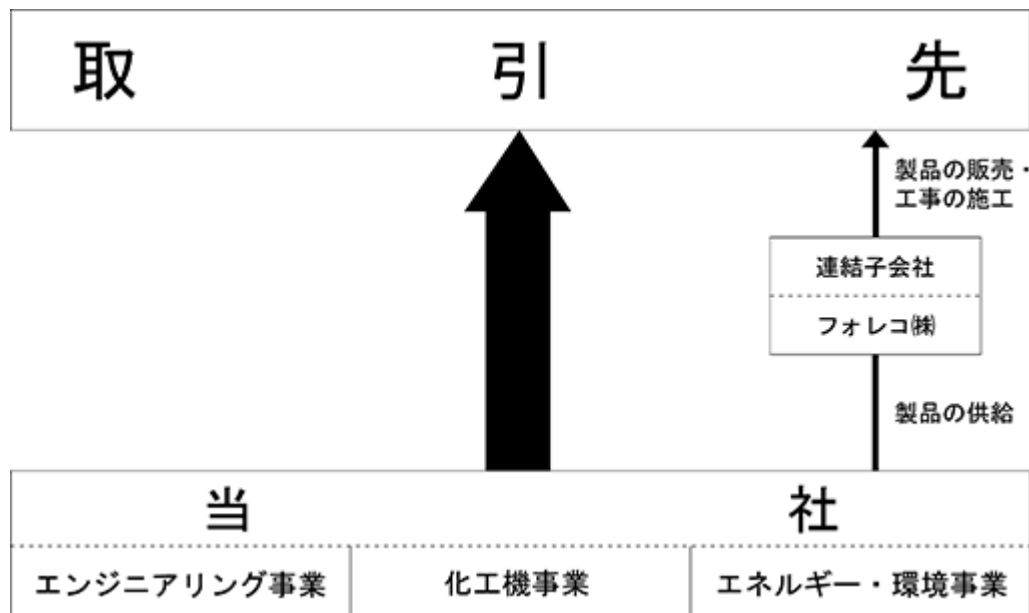 取引先
製品の販売・
工事の施工
連結子会社
フォレコ㈱
製品の供給
当社
エンジニアリング事業
化工機事業
エネルギー・環境事業